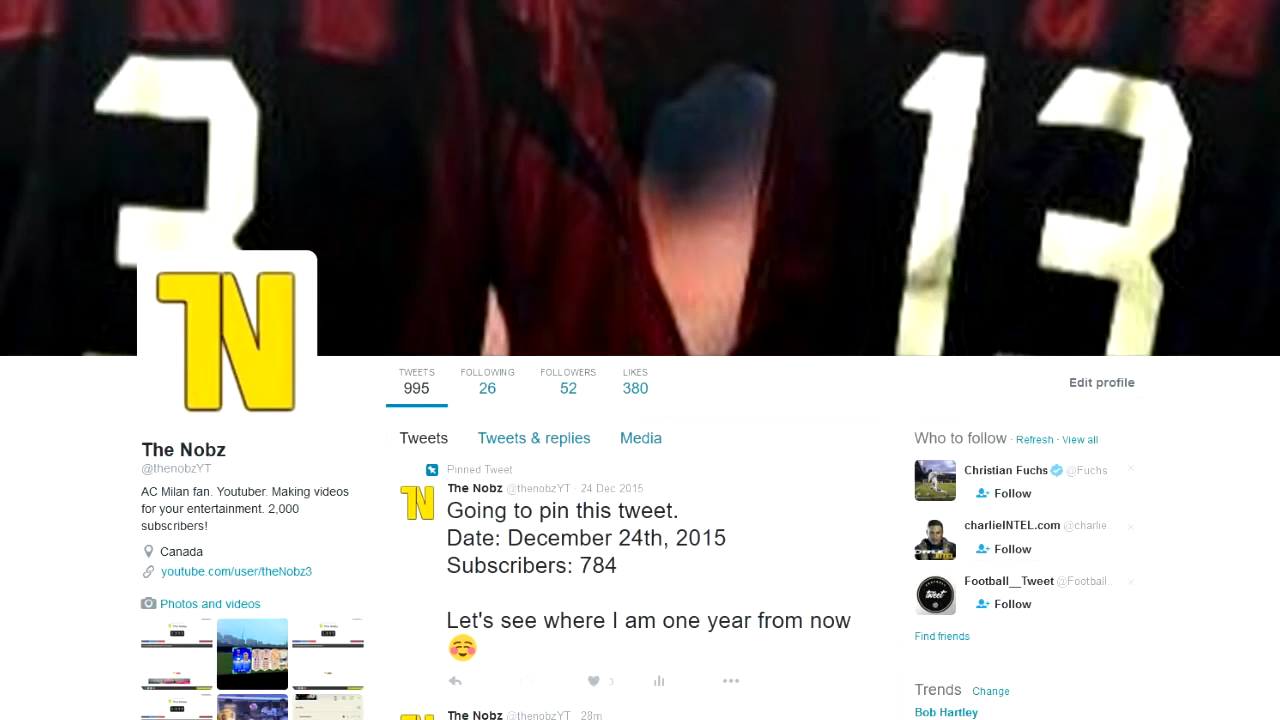 3
13
TN
TWEETS FOLLOWING FOLLOWERS LIKES
995 26 52 380
Edit profile
The Nobz
@thenobzYT
AC Milan fan. Youtuber. Making videos
for your entertainment. 2,000
subscribers!
Canada
youtube.com/user/theNobz3
Photos and videos
Tweets Tweets & replies Media
Pinned Tweet
The Nobz @thenobzYT · 24 Dec 2015
Going to pin this tweet.
Date: December 24th, 2015
Subscribers: 784
Let's see where I am one year from now
☺️
3
The Nobz @thenobzYT · 28m
Who to follow · Refresh · View all
Christian Fuchs @Fuchs
Follow
charlieINTEL.com @charlie
Follow
Football__Tweet @Football..
Follow
Find friends
Trends Change
Bob Hartley